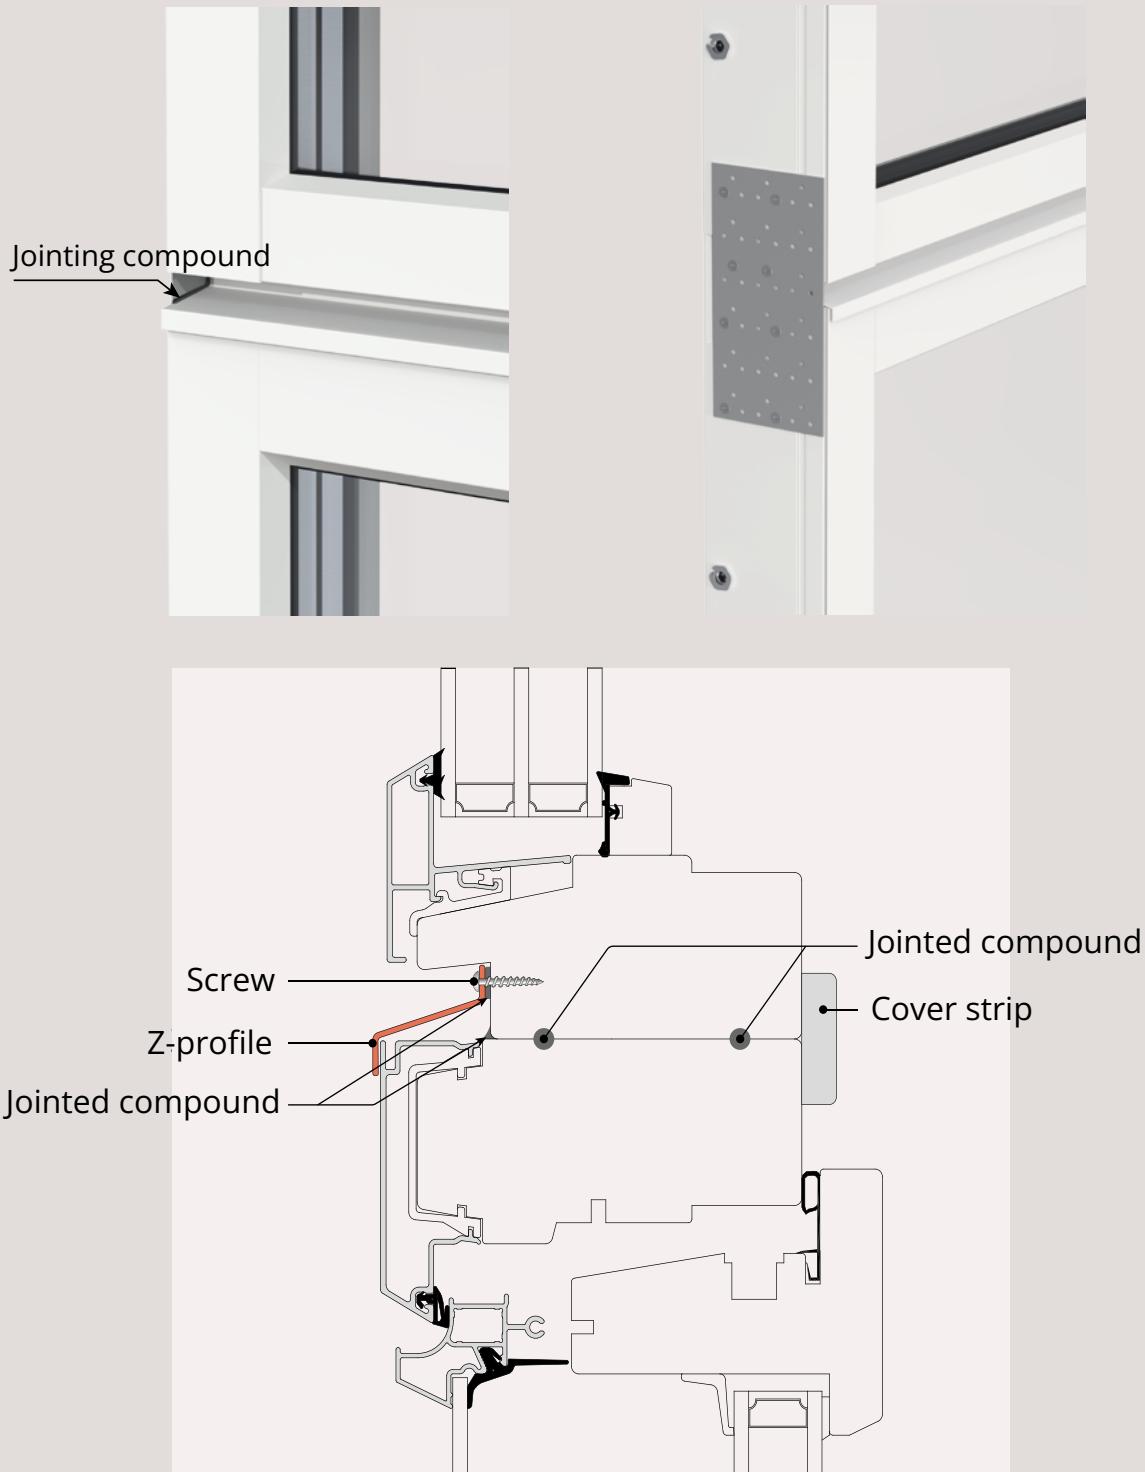 Jointing compound
Jointed compound
Screw
Cover strip
Z-profile
Jointed compound